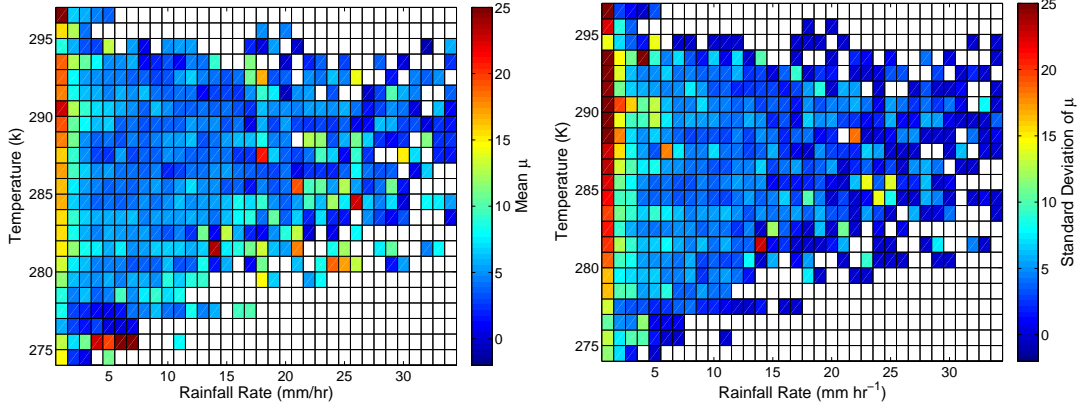 295
290
285
280
275
Temperature (k)
5 10 15 20 25 30
Rainfall Rate (mm/hr)
25
20
15
10
5
0
Mean μ
295
290
285
280
275
Temperature (K)
5 10 15 20 25 30
Rainfall Rate (mm hr⁻¹)
25
20
15
10
5
0
Standard Deviation of μ